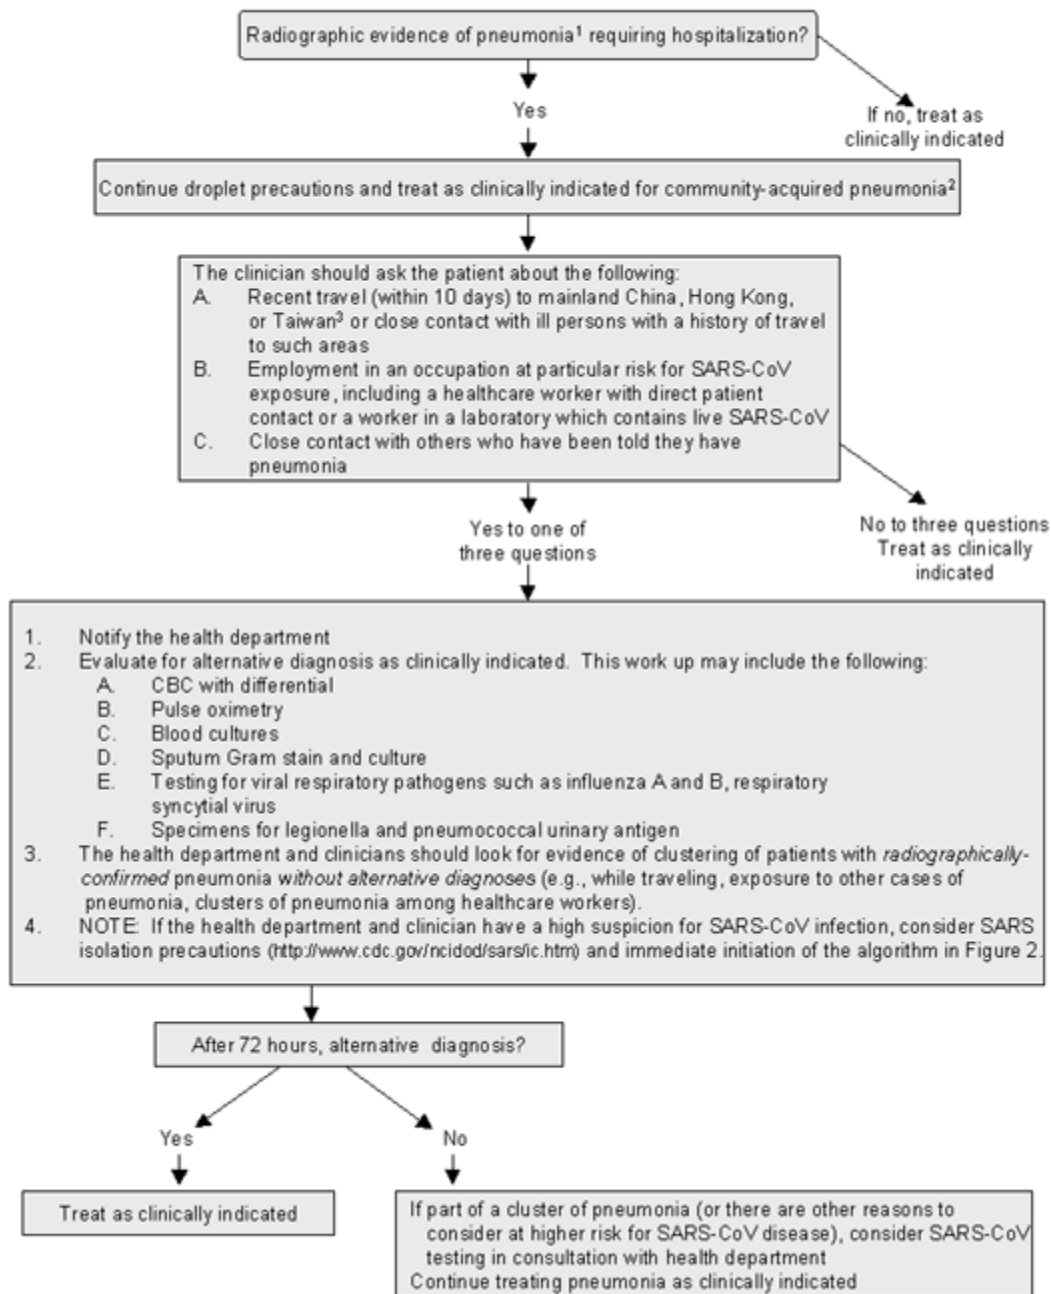 Radiographic evidence of pneumonia¹ requiring hospitalization?
Yes
If no, treat as
clinically indicated
Continue droplet precautions and treat as clinically indicated for community-acquired pneumonia²
The clinician should ask the patient about the following:
A. Recent travel (within 10 days) to mainland China, Hong Kong,
or Taiwan³ or close contact with ill persons with a history of travel
to such areas
B. Employment in an occupation at particular risk for SARS-CoV
exposure, including a healthcare worker with direct patient
contact or a worker in a laboratory which contains live SARS-CoV
C. Close contact with others who have been told they have
pneumonia
Yes to one of
three questions
No to three questions
Treat as clinically
indicated
1. Notify the health department
2. Evaluate for alternative diagnosis as clinically indicated. This work up may include the following:
A. CBC with differential
B. Pulse oximetry
C. Blood cultures
D. Sputum Gram stain and culture
E. Testing for viral respiratory pathogens such as influenza A and B, respiratory
syncytial virus
F. Specimens for legionella and pneumococcal urinary antigen
3. The health department and clinicians should look for evidence of clustering of patients with radiographically-
confirmed pneumonia without alternative diagnoses (e.g., while traveling, exposure to other cases of
pneumonia, clusters of pneumonia among healthcare workers).
4. NOTE: If the health department and clinician have a high suspicion for SARS-CoV infection, consider SARS
isolation precautions (http://www.cdc.gov/ncidod/sars/ic.htm) and immediate initiation of the algorithm in Figure 2.
After 72 hours, alternative diagnosis?
Yes
No
Treat as clinically indicated
If part of a cluster of pneumonia (or there are other reasons to
consider at higher risk for SARS-CoV disease), consider SARS-CoV
testing in consultation with health department
Continue treating pneumonia as clinically indicated